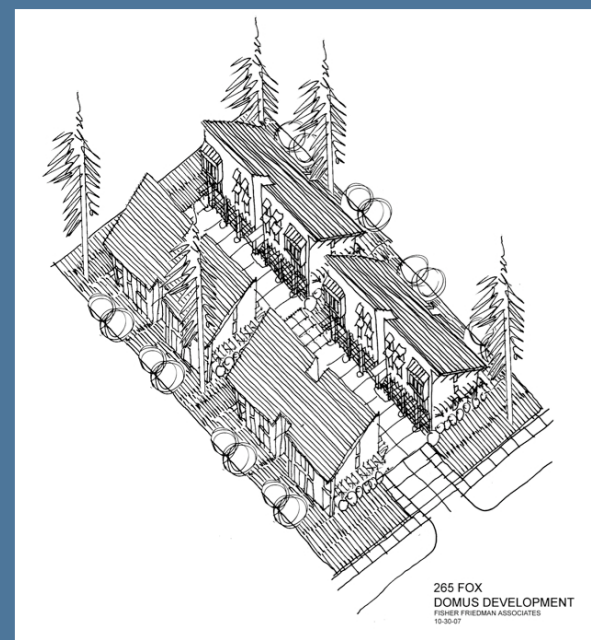 265 FOX
DOMUS DEVELOPMENT
FISHER FRIEDMAN ASSOCIATES
10-30-07